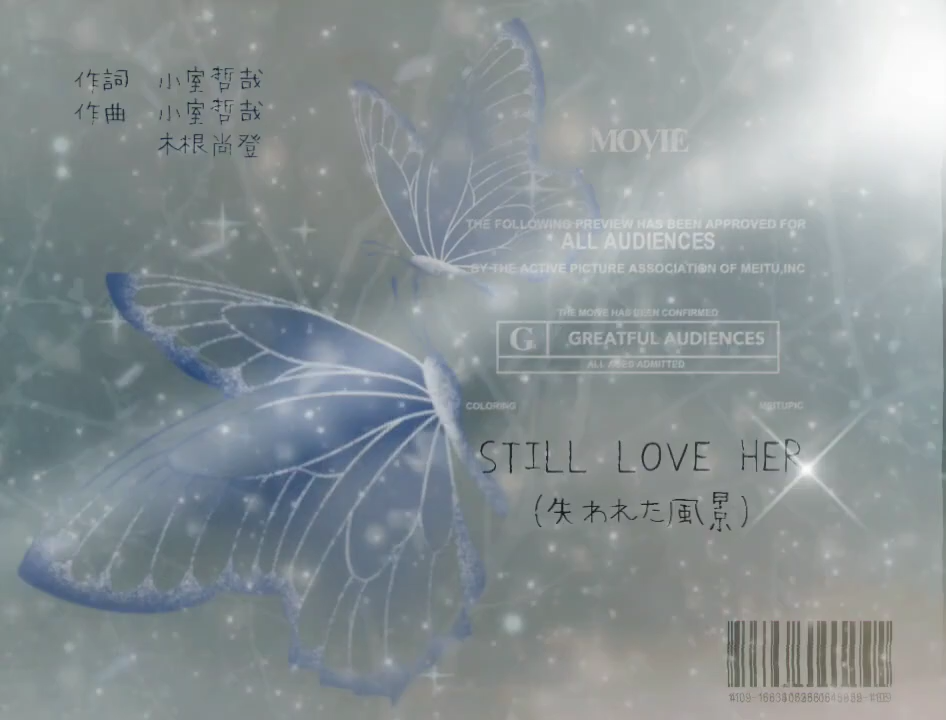 作詞 小室哲哉
作曲 小室哲哉
木根尚登
MOVIE
THE FOLLOWING PREVIEW HAS BEEN APPROVED FOR
ALL AUDIENCES
BY THE ACTIVE PICTURE ASSOCIATION OF MEITU,INC
THE MOIVE HAS BEEN CONFIRMED
G GREATFUL AUDIENCES
ALL AGES ADMITTED
COLORING MEITUPIC
STILL LOVE HER
(失われた風景)